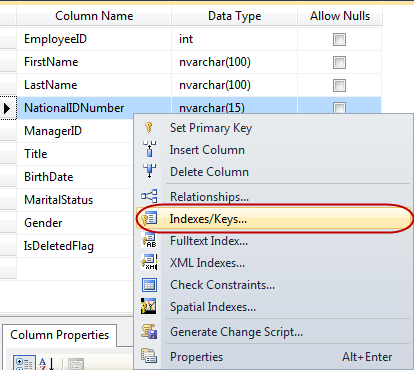 Column Name Data Type Allow Nulls
EmployeeID int
FirstName nvarchar(100)
LastName nvarchar(100)
NationalIDNumber nvarchar(15)
ManagerID
Title
BirthDate
MaritalStatus
Gender
IsDeletedFlag
Set Primary Key
Insert Column
Delete Column
Relationships...
Indexes/Keys...
Fulltext Index...
XML Indexes...
Check Constraints...
Spatial Indexes...
Generate Change Script...
Properties Alt+Enter
Column Properties